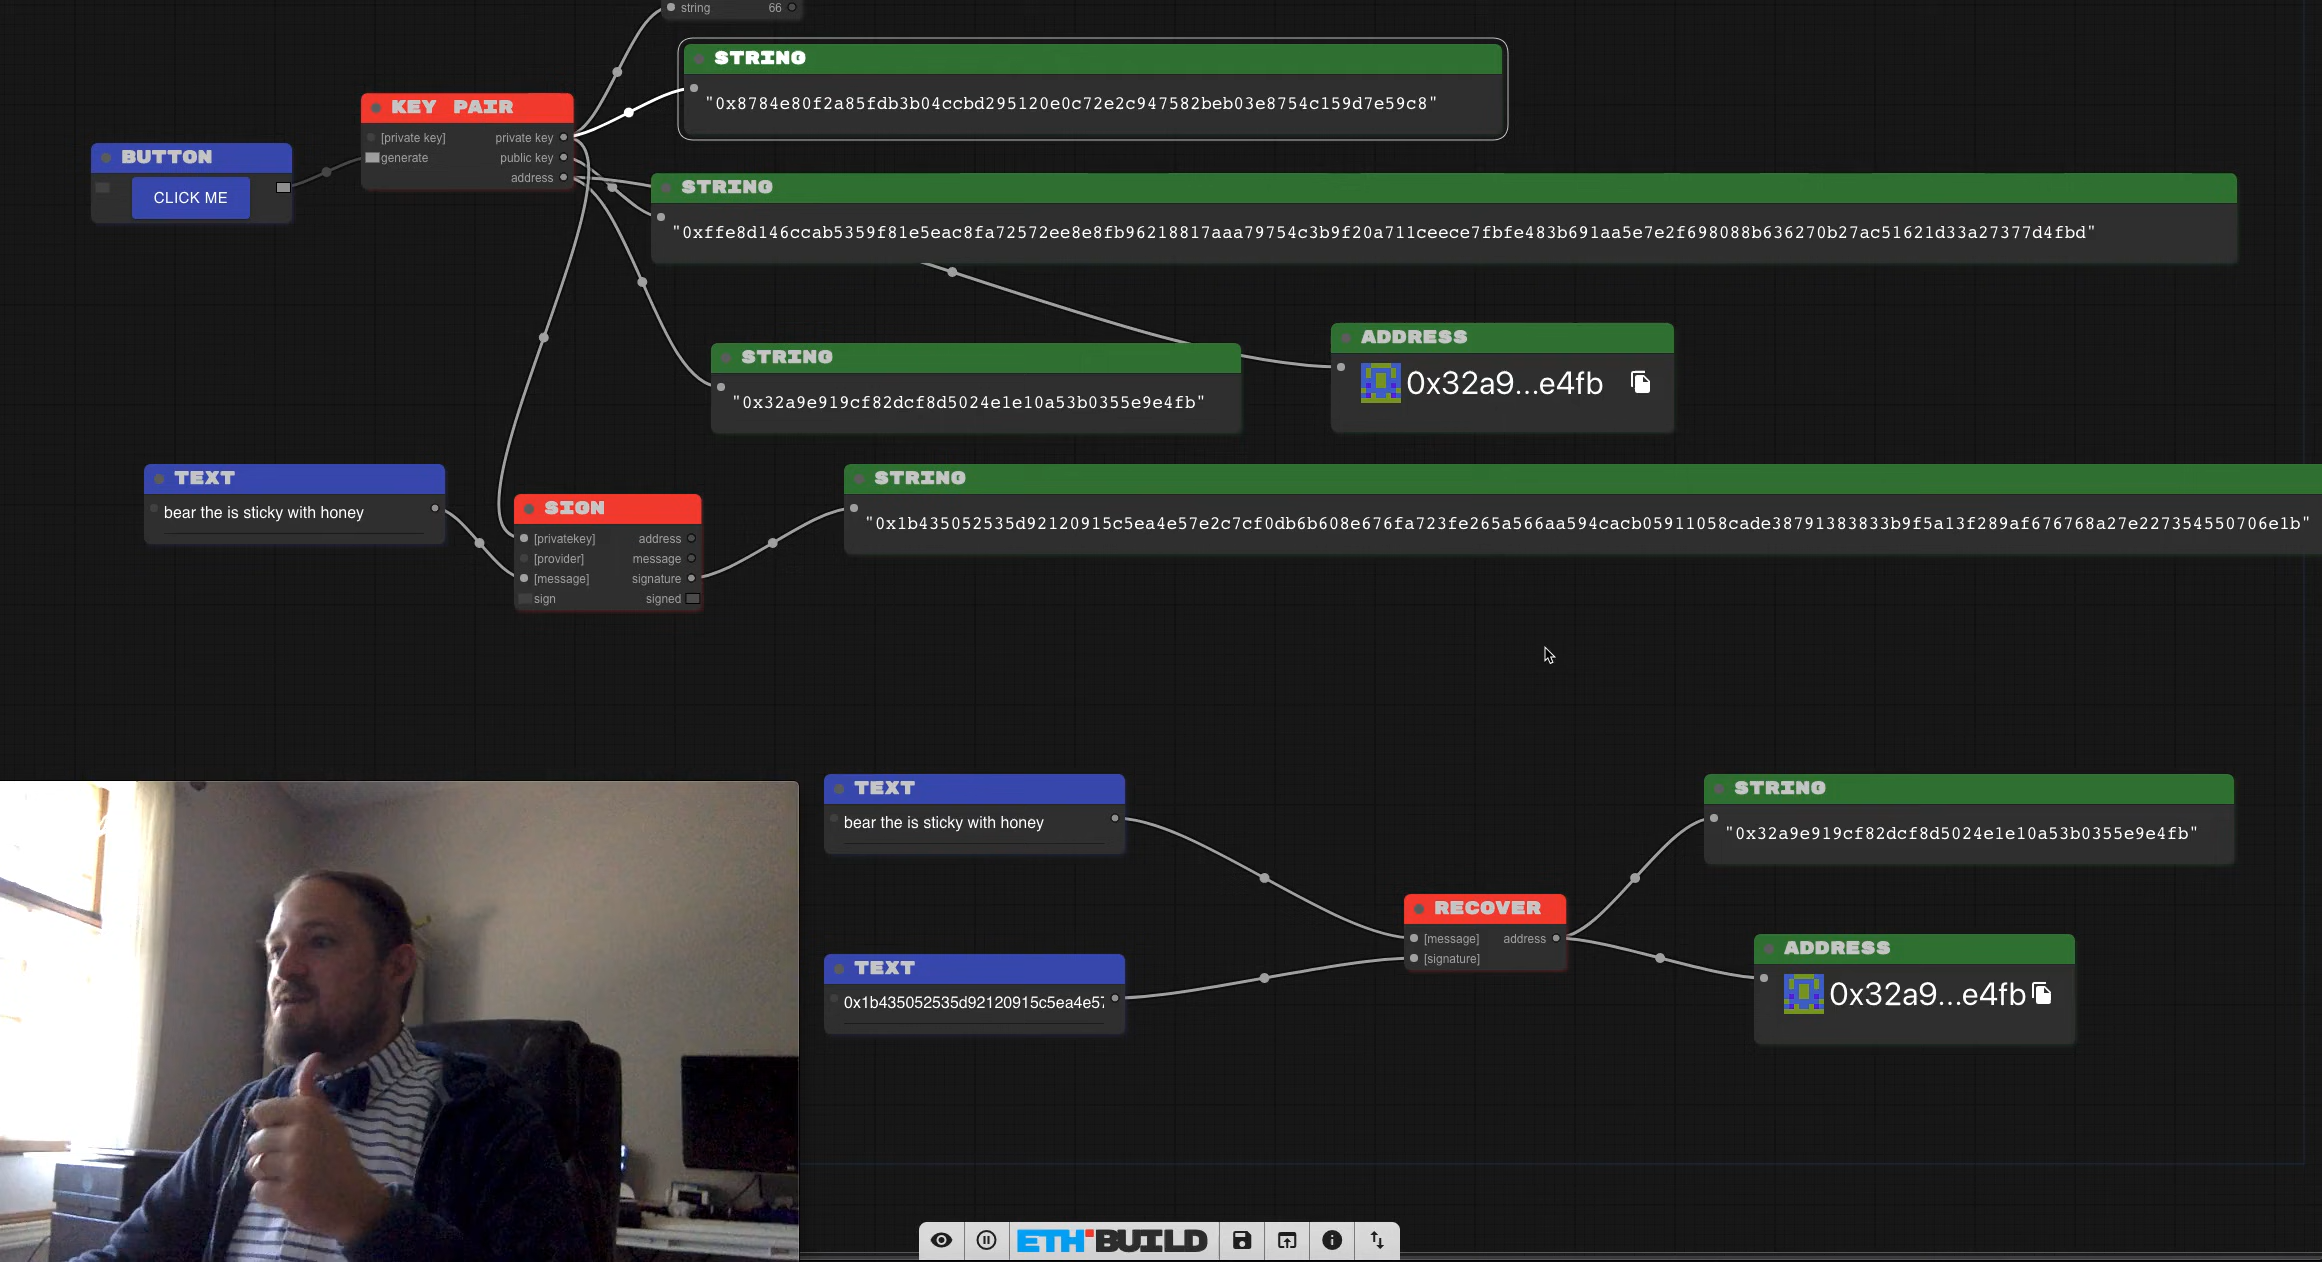 string 66
STRING
"0x8784e80f2a85fdb3b04ccbd295120e0c72e2c947582beb03e8754c159d7e59c8"
KEY PAIR
[private key] private key
generate public key
address
BUTTON
CLICK ME
STRING
"0xffe8d146ccab5359f81e5eac8fa72572ee8e8fb96218817aaa79754c3b9f20a711ceece7fbfe483b691aa5e7e2f698088b636270b27ac51621d33a27377d4fbd"
ADDRESS
0x32a9...e4fb
STRING
"0x32a9e919cf82dcf8d5024e1e10a53b0355e9e4fb"
TEXT
bear the is sticky with honey
SIGN
[privatekey] address
[provider] message
[message] signature
sign signed
STRING
"0x1b435052535d92120915c5ea4e57e2c7cf0db6b608e676fa723fe265a566aa594cacb05911058cade38791383833b9f5a13f289af676768a27e227354550706e1b"
TEXT
bear the is sticky with honey
STRING
"0x32a9e919cf82dcf8d5024e1e10a53b0355e9e4fb"
RECOVER
[message] address
[signature]
TEXT
0x1b435052535d92120915c5ea4e57
ADDRESS
0x32a9...e4fb
ETH BUILD